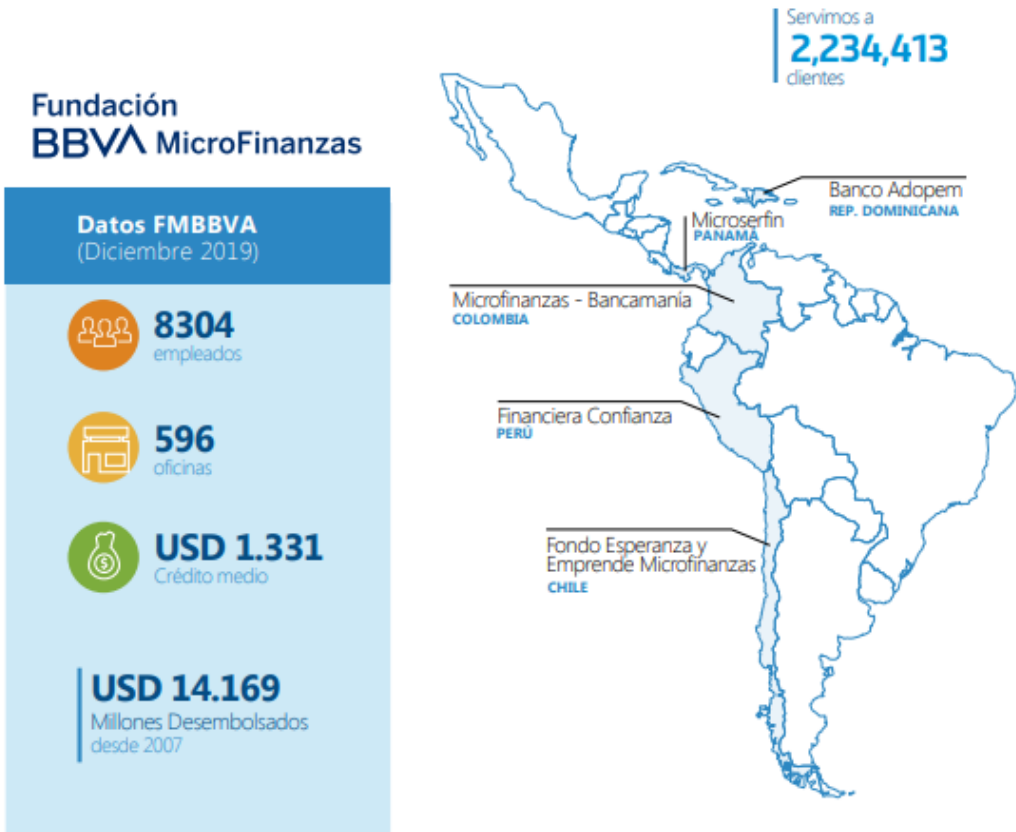 Fundación
BBVA MicroFinanzas
Datos FMBBVA
(Diciembre 2019)
8304
empleados
596
oficinas
USD 1.331
Crédito medio
USD 14.169
Millones Desembolsados
desde 2007
Servimos a
2,234,413
clientes
Banco Adopem
REP. DOMINICANA
Microserfin
PANAMÁ
Microfinanzas - Bancamanía
COLOMBIA
Financiera Confianza
PERÙ
Fondo Esperanza y
Emprende Microfinanzas
CHILE